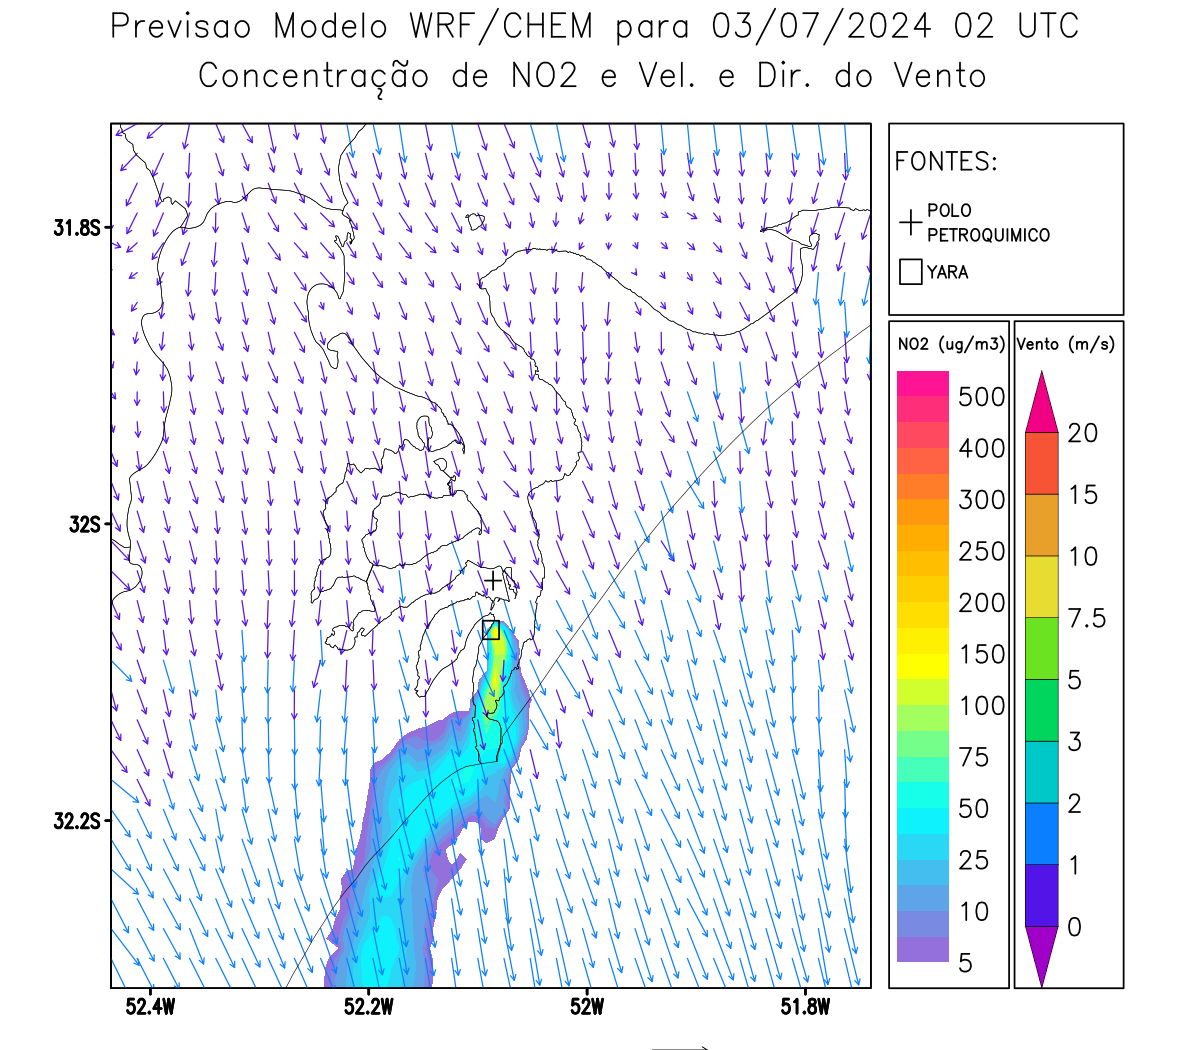 Previsao Modelo WRF/CHEM para 03/07/2024 02 UTC
Concentração de NO2 e Vel. e Dir. do Vento
FONTES:
POLO
PETROQUIMICO
YARA
NO2 (ug/m3)
500
400
300
250
200
150
100
75
50
25
10
5
Vento (m/s)
20
15
10
7.5
5
3
2
1
0
31.8S
32S
32.2S
52.4W
52.2W
52W
51.8W